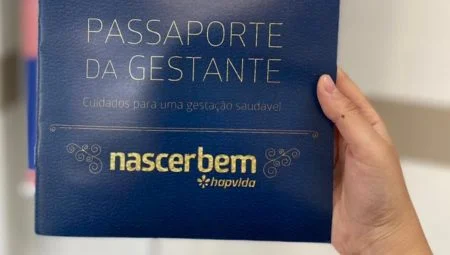 PASSAPORTE
DA GESTANTE
Cuidados para uma gestação saudável
nascerbem
hapvida